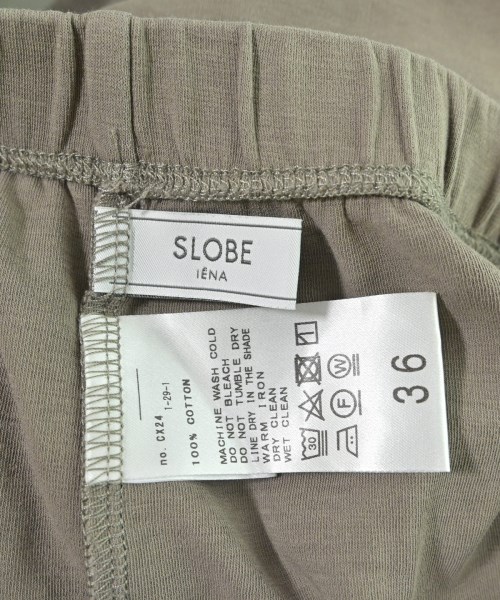 SLOBE
IĒNA
no. CX24
1-29-1
100% COTTON
MACHINE WASH COLD
DO NOT BLEACH
DO NOT TUMBLE DRY
LINE DRY IN THE SHADE
WARM IRON
DRY CLEAN
WET CLEAN
30
F
W
36